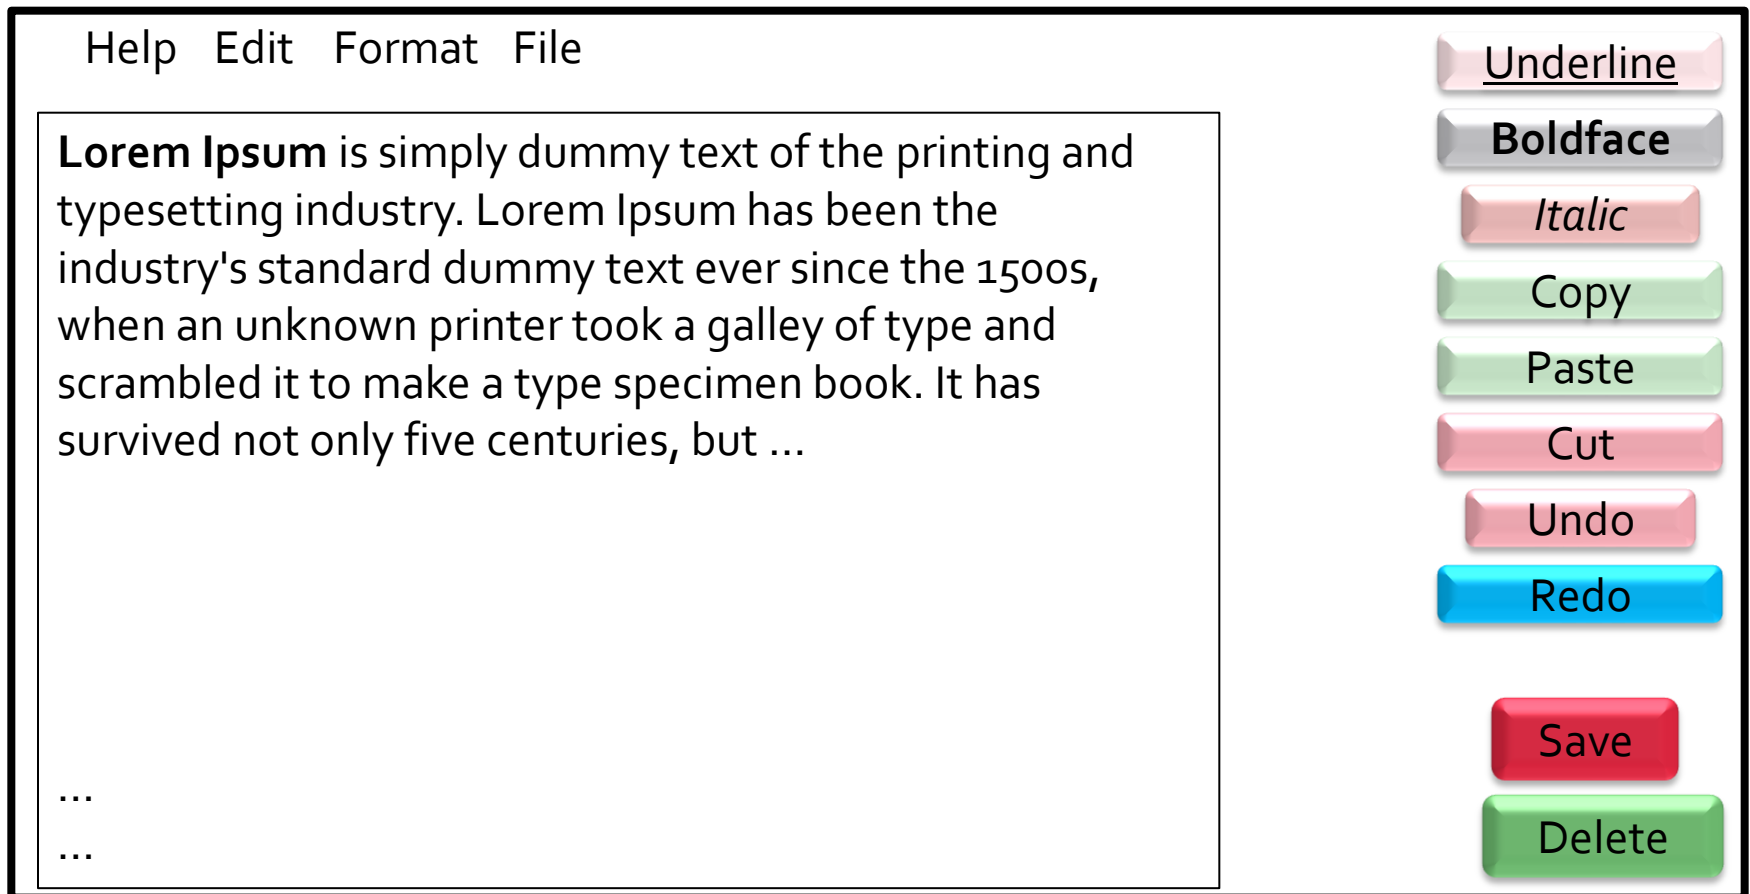 Help Edit Format File
Lorem Ipsum is simply dummy text of the printing and
typesetting industry. Lorem Ipsum has been the
industry's standard dummy text ever since the 1500s,
when an unknown printer took a galley of type and
scrambled it to make a type specimen book. It has
survived not only five centuries, but ...
...
...
Underline
Boldface
Italic
Copy
Paste
Cut
Undo
Redo
Save
Delete